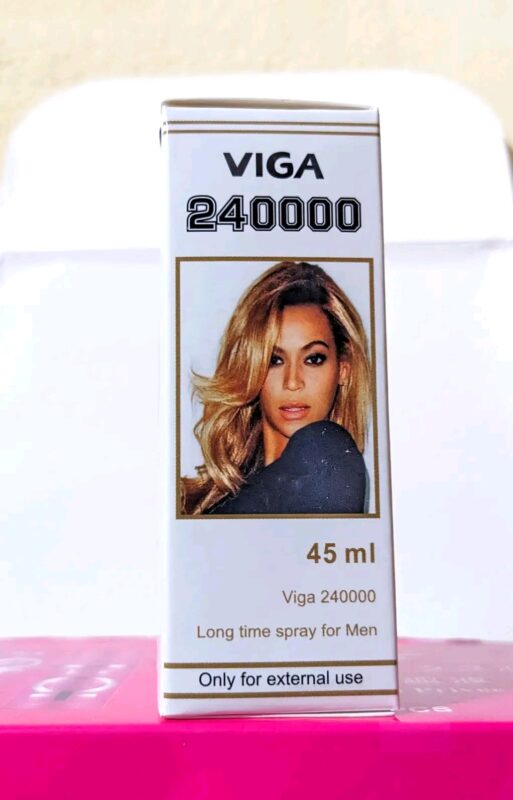 VIGA
240000
45 ml
Viga 240000
Long time spray for Men
Only for external use